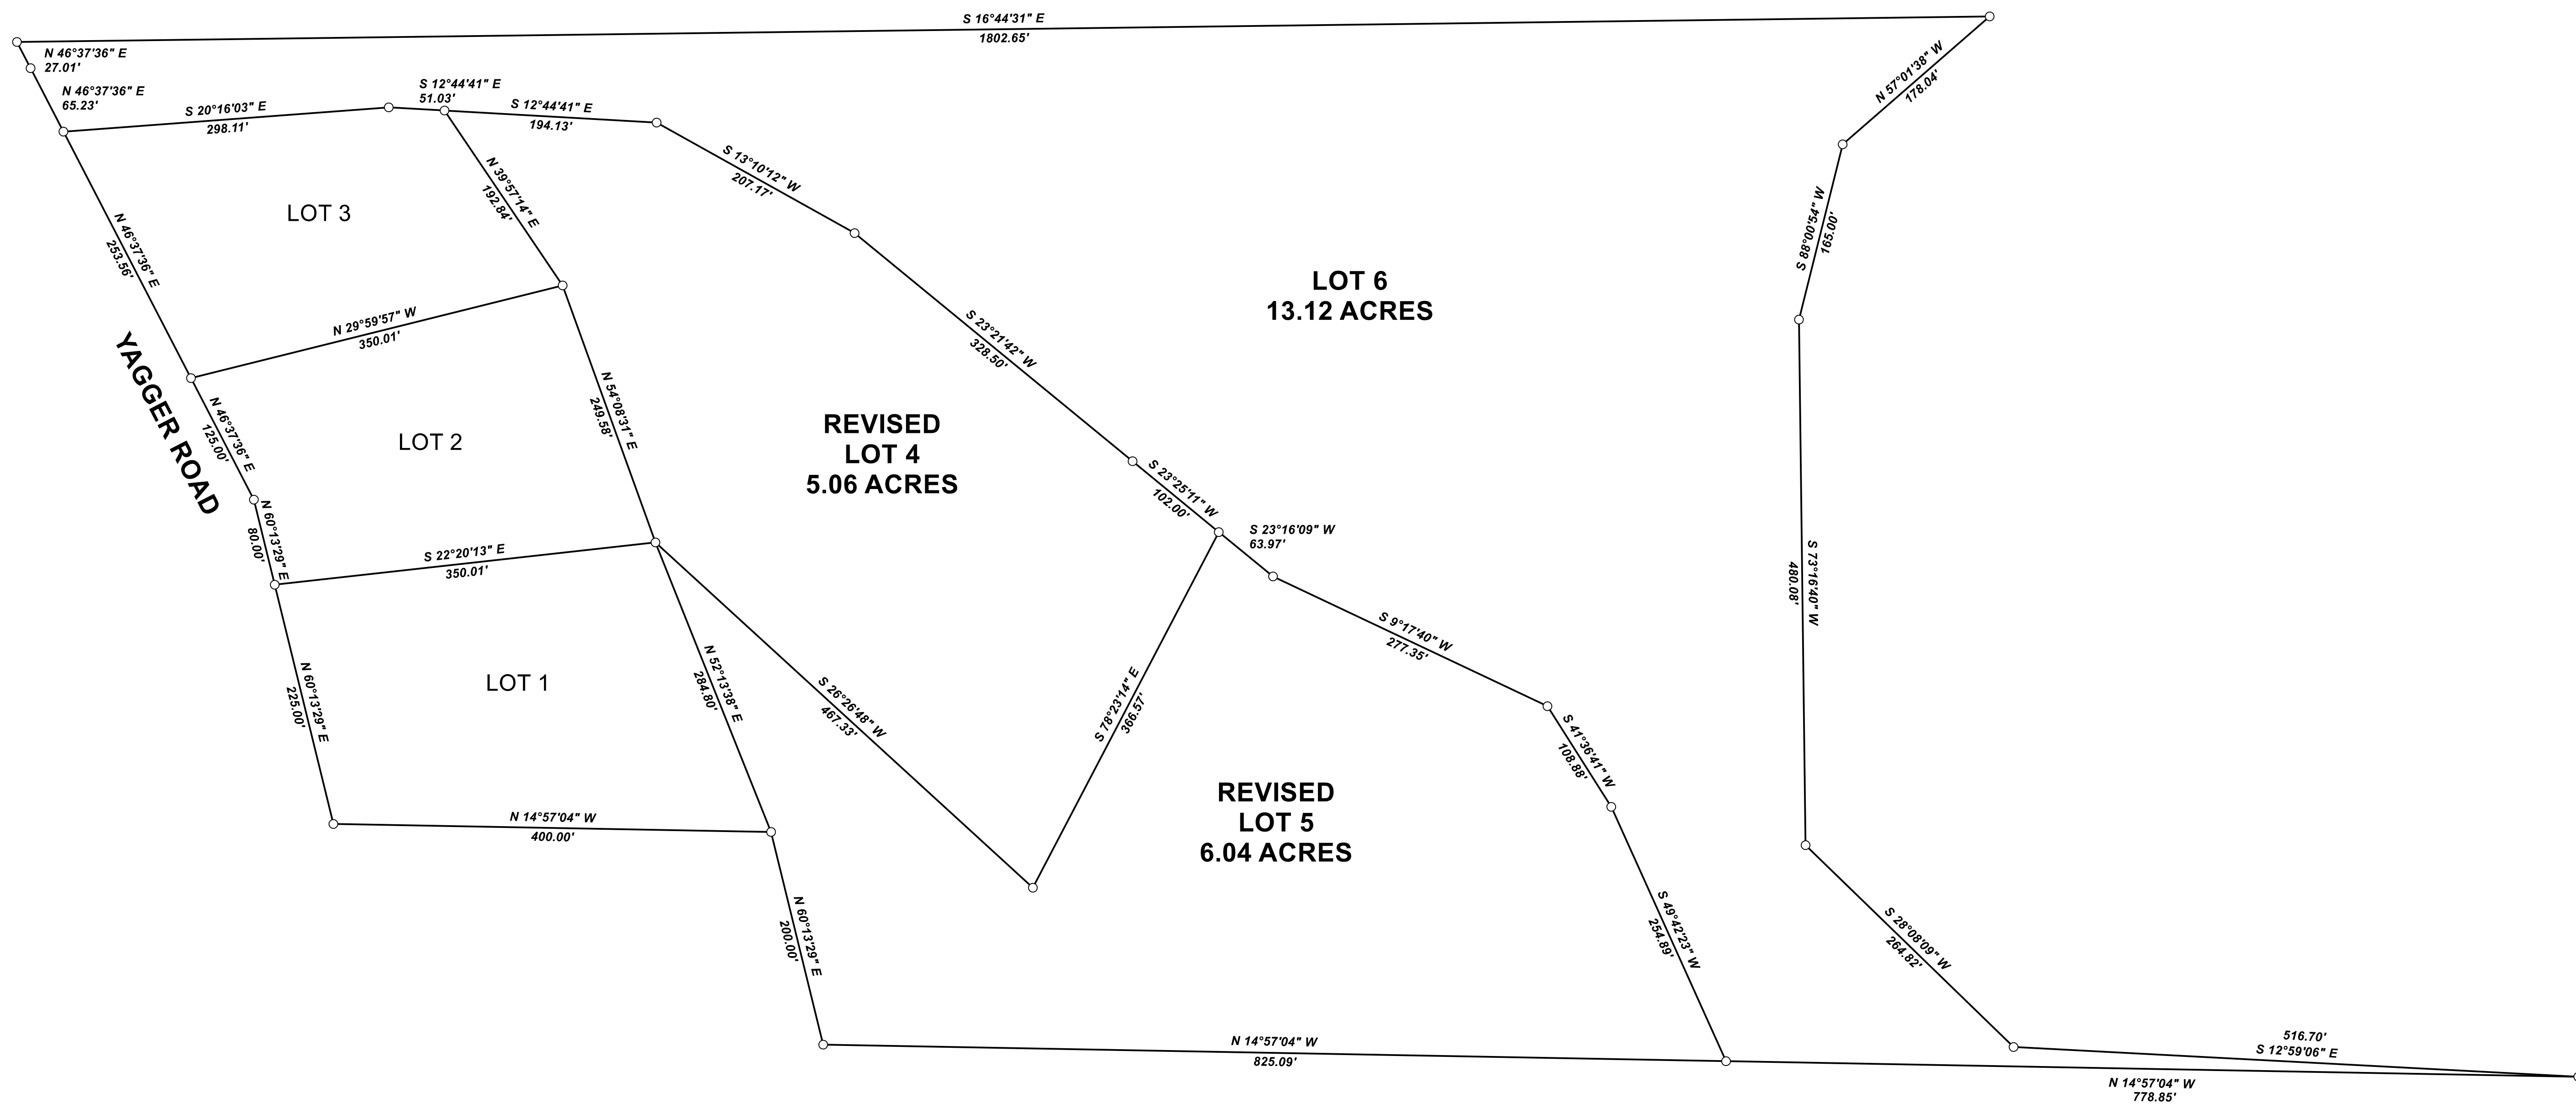 S 16°44'31" E
1802.65'
N 46°37'36" E
27.01'
N 46°37'36" E
65.23'
S 20°16'03" E
298.11'
S 12°44'41" E
51.03'
S 12°44'41" E
194.13'
N 57°01'38" W
178.04'
S 13°10'12" W
207.17'
N 39°57'14" E
192.84'
LOT 3
N 46°37'36" E
253.56'
S 88°00'54" W
165.00'
LOT 6
13.12 ACRES
N 29°59'57" W
350.01'
S 23°21'42" W
328.50'
YAGGER ROAD
N 54°08'31" E
249.58'
REVISED
LOT 4
5.06 ACRES
LOT 2
N 46°37'36" E
125.00'
S 23°25'11" W
102.00'
S 23°16'09" W
63.97'
N 60°13'29" E
80.00'
S 22°20'13" E
350.01'
S 73°16'40" W
480.08'
S 9°17'40" W
277.35'
LOT 1
N 60°13'29" E
225.00'
N 52°13'38" E
284.80'
S 26°26'48" W
467.33'
S 78°23'14" E
366.57'
S 41°36'41" W
108.88'
REVISED
LOT 5
6.04 ACRES
N 14°57'04" W
400.00'
N 60°13'29" E
200.00'
S 49°42'23" W
254.89'
S 28°08'09" W
264.82'
N 14°57'04" W
825.09'
516.70'
S 12°59'06" E
N 14°57'04" W
778.85'